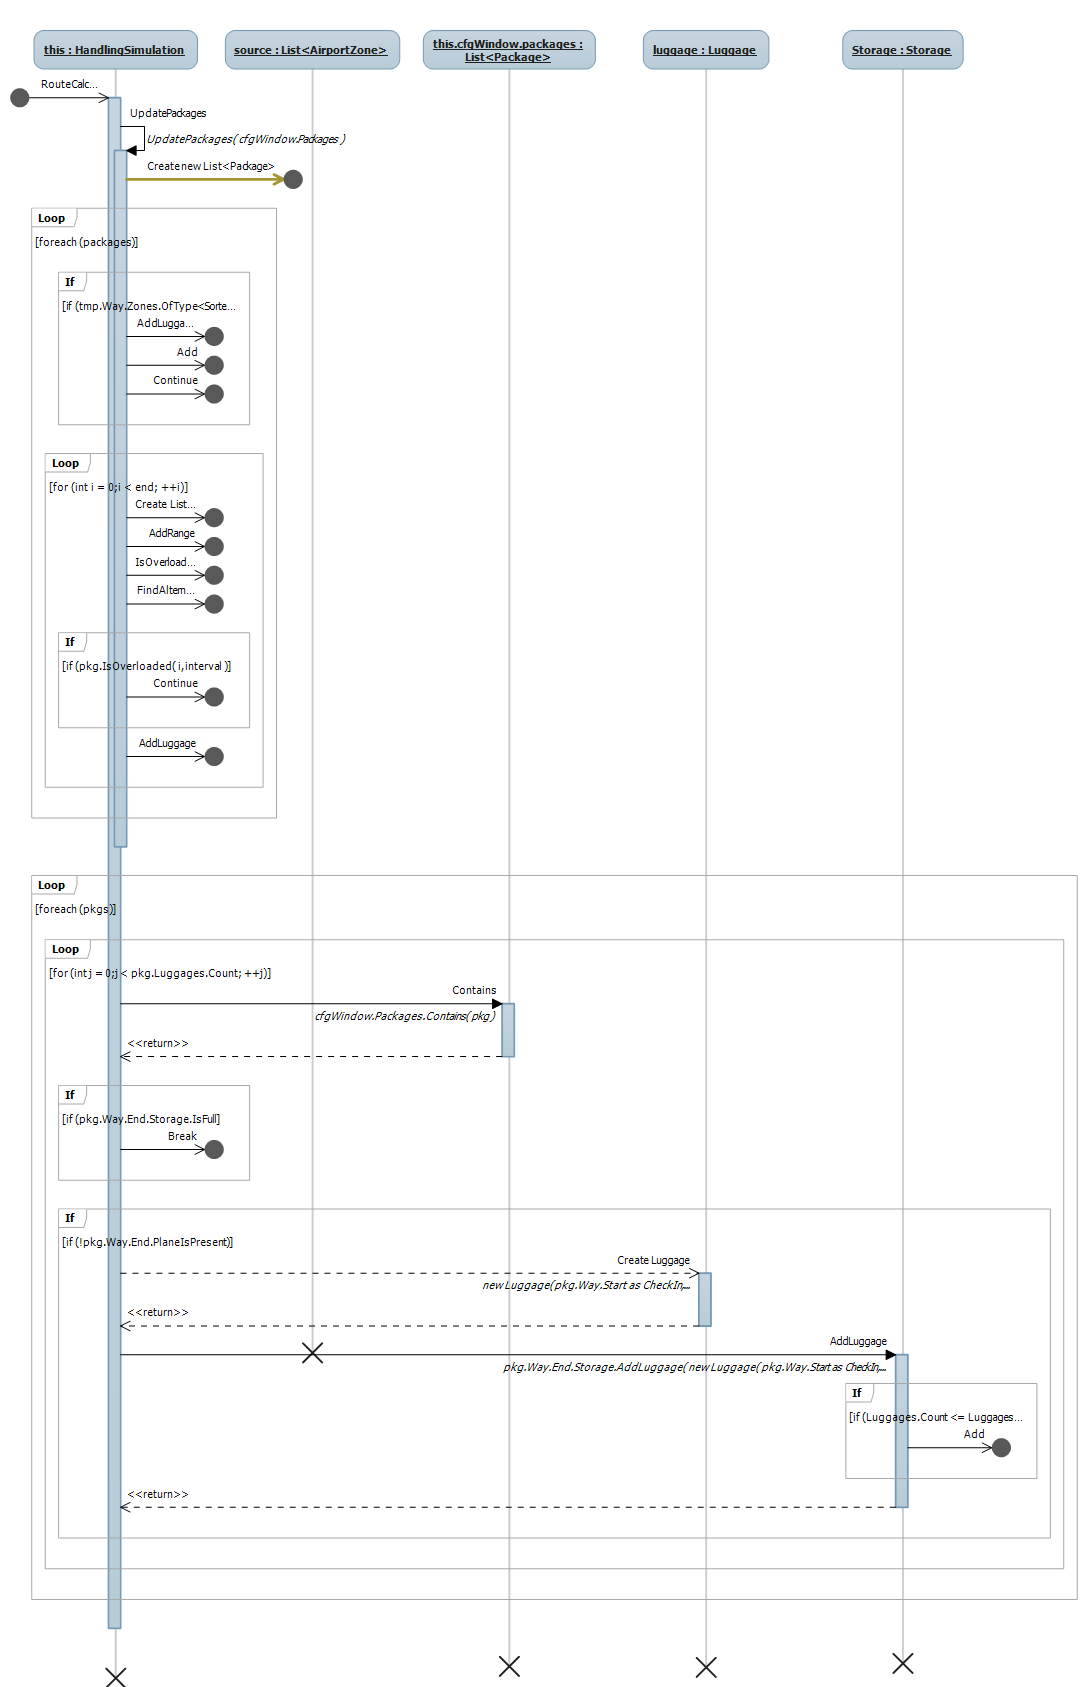 this : HandlingSimulation
source : List<AirportZone>
this.cfgWindow.packages :
List<Package>
luggage : Luggage
Storage : Storage
RouteCalc...
UpdatePackages
UpdatePackages( cfgWindow.Packages )
Create new List<Package>
Loop
[foreach (packages)]
If
[if (tmp.Way.Zones.OfType<Sorte...
AddLugga...
Add
Continue
Loop
[for (int i = 0;i < end; ++i)]
Create List...
AddRange
IsOverload...
FindAltern...
If
[if (pkg.IsOverloaded( i,interval )]
Continue
AddLuggage
Loop
[foreach (pkgs)]
Loop
[for (int j = 0;j < pkg.Luggages.Count; ++j)]
Contains
cfgWindow.Packages.Contains( pkg )
<<return>>
If
[if (pkg.Way.End.Storage.IsFull]
Break
If
[if (!pkg.Way.End.PlaneIsPresent)]
Create Luggage
new Luggage( pkg.Way.Start as CheckIn,...
<<return>>
AddLuggage
pkg.Way.End.Storage.AddLuggage( new Luggage( pkg.Way.Start as CheckIn,...
If
[if (Luggages.Count <= Luggages...
Add
<<return>>